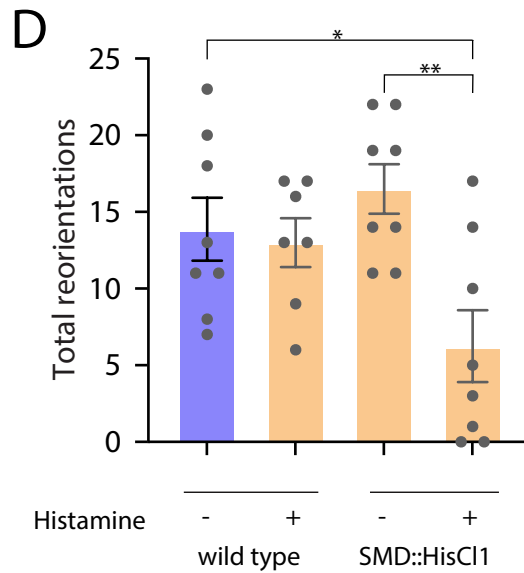 D
*
**
Total reorientations
25
20
15
10
5
0
Histamine - + - +
wild type SMD::HisCl1